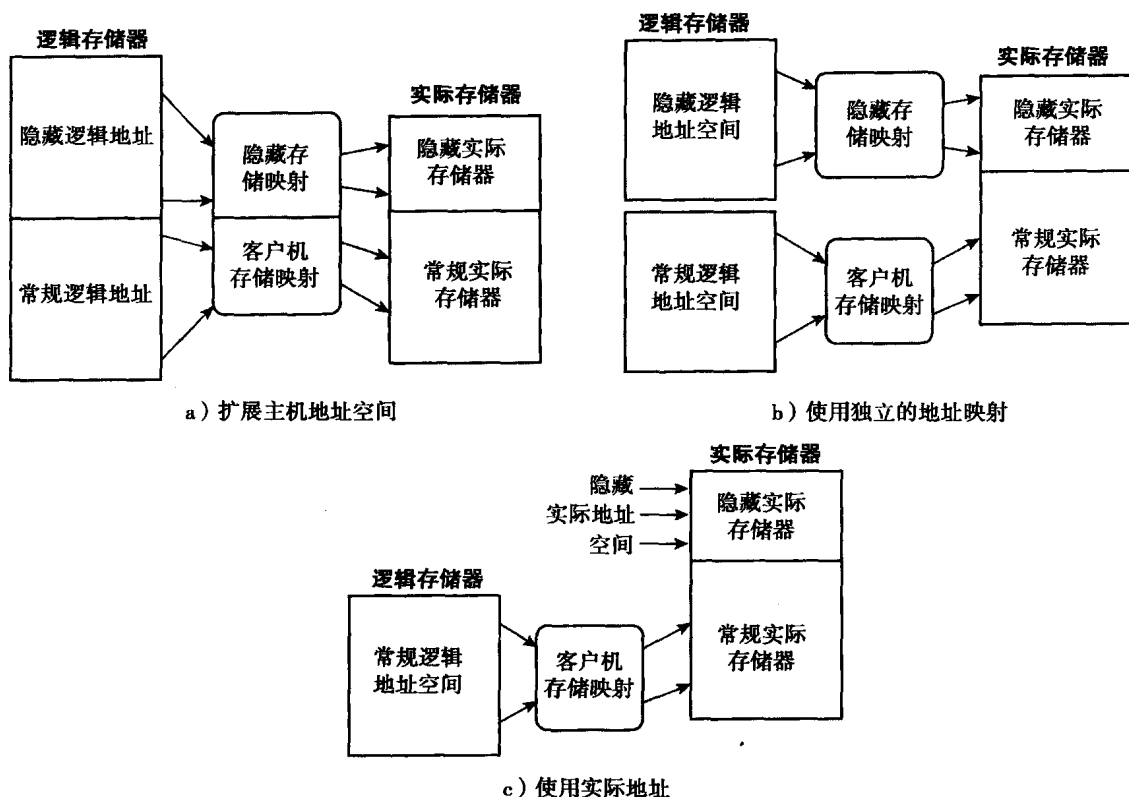 逻辑存储器
隐藏逻辑地址
常规逻辑地址
隐藏存
储映射
客户机
存储映射
实际存储器
隐藏实际
存储器
常规实际
存储器
a）扩展主机地址空间
逻辑存储器
隐藏逻辑
地址空间
常规逻辑
地址空间
隐藏存
储映射
客户机
存储映射
实际存储器
隐藏实际
存储器
常规实际
存储器
b）使用独立的地址映射
逻辑存储器
常规逻辑
地址空间
客户机
存储映射
隐藏
实际地址
空间
实际存储器
隐藏实际
存储器
常规实际
存储器
c）使用实际地址